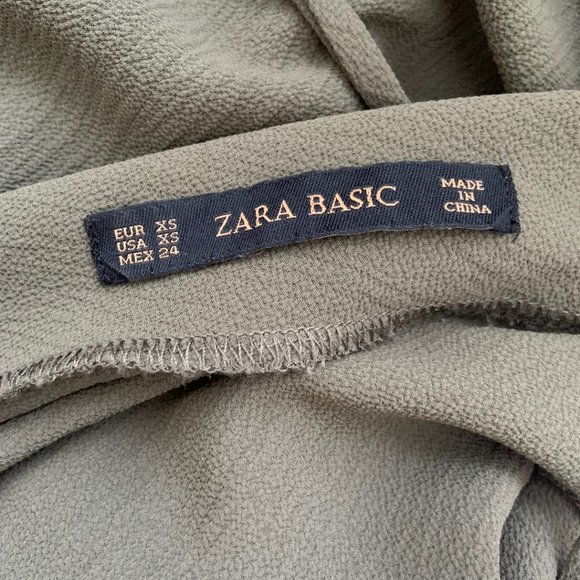 EUR XS
USA XS
MEX 24
ZARA BASIC
MADE
IN
CHINA